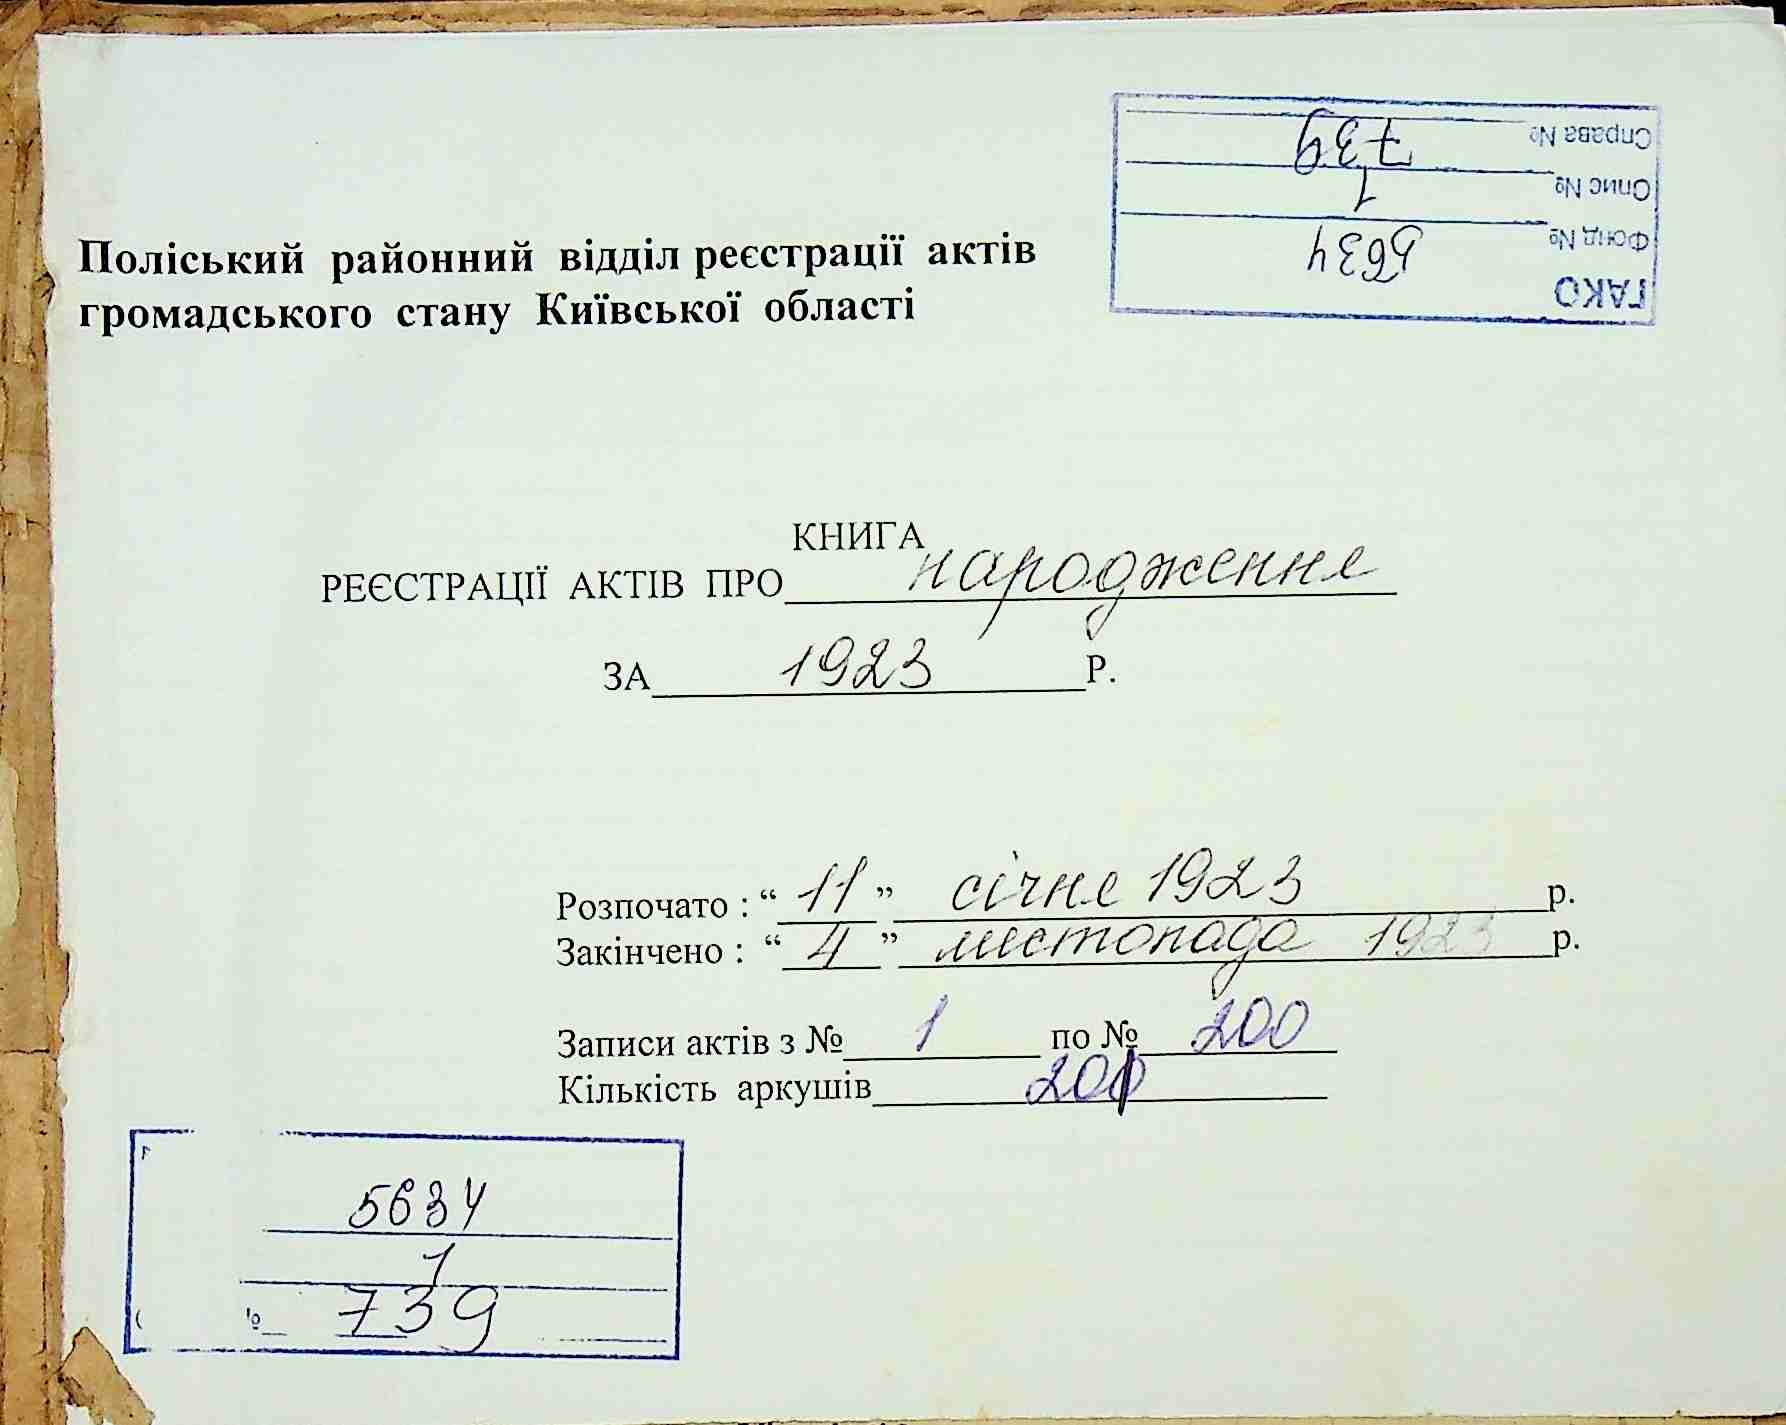 Поліський районний відділ реєстрації актів
громадського стану Київської області
ГАКО
Фонд № 5634
Опис № 1
Справа № 739
КНИГА
РЕЄСТРАЦІЇ АКТІВ ПРО народження
ЗА 1923 Р.
Розпочато : “ 11 ” січня 1923 р.
Закінчено : “ 4 ” листопада 1923 р.
Записи актів з № 1 по № 200
Кількість аркушів 201
5634
1
№ 739